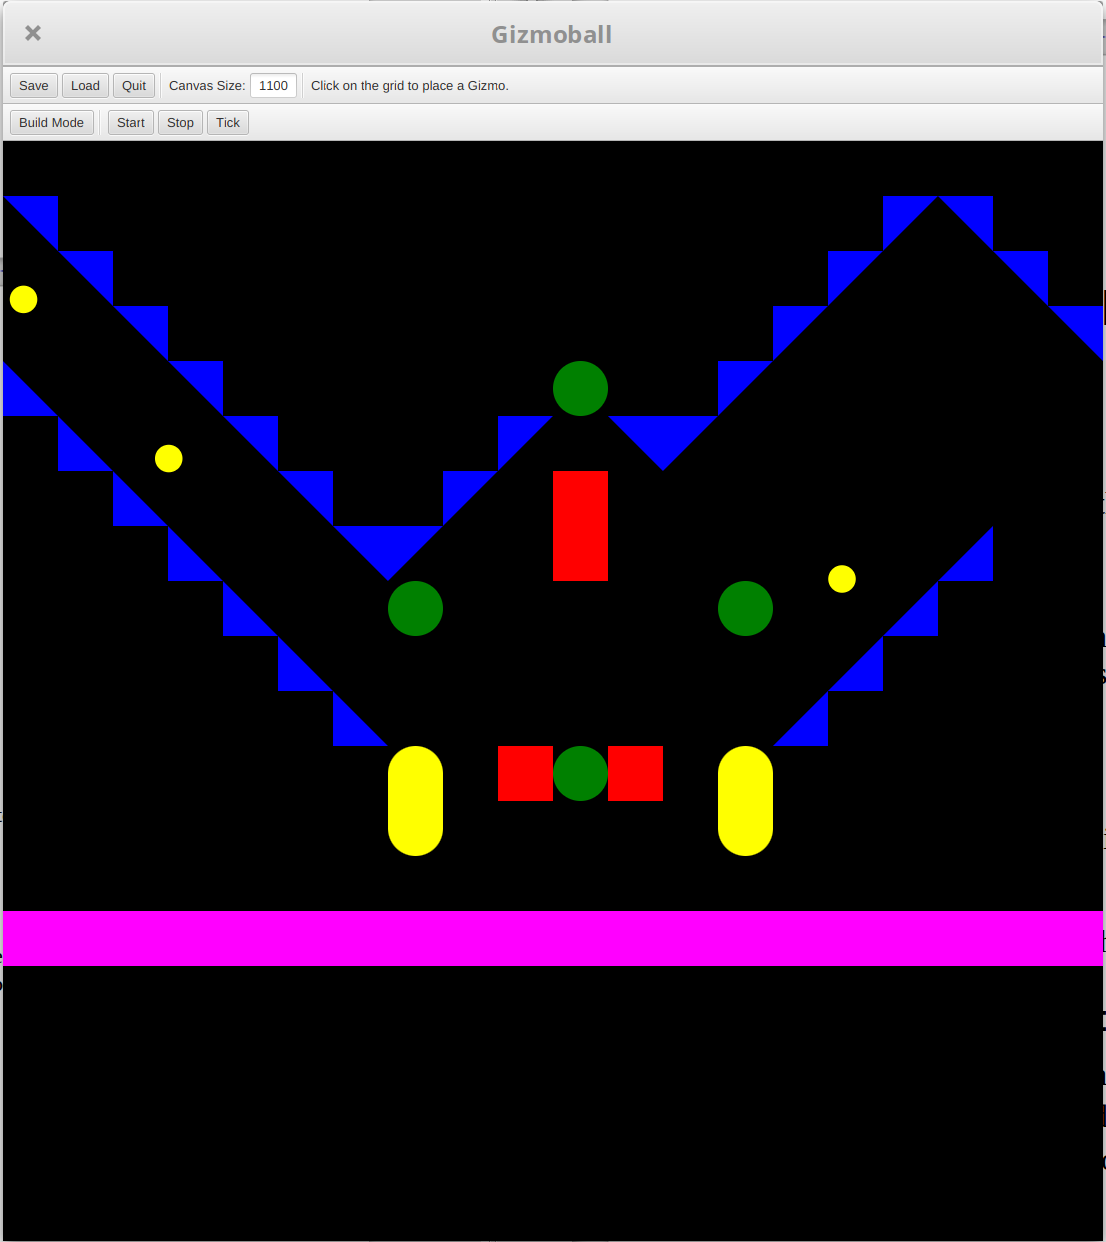 Gizmoball
Save Load Quit Canvas Size: 1100 Click on the grid to place a Gizmo.
Build Mode Start Stop Tick